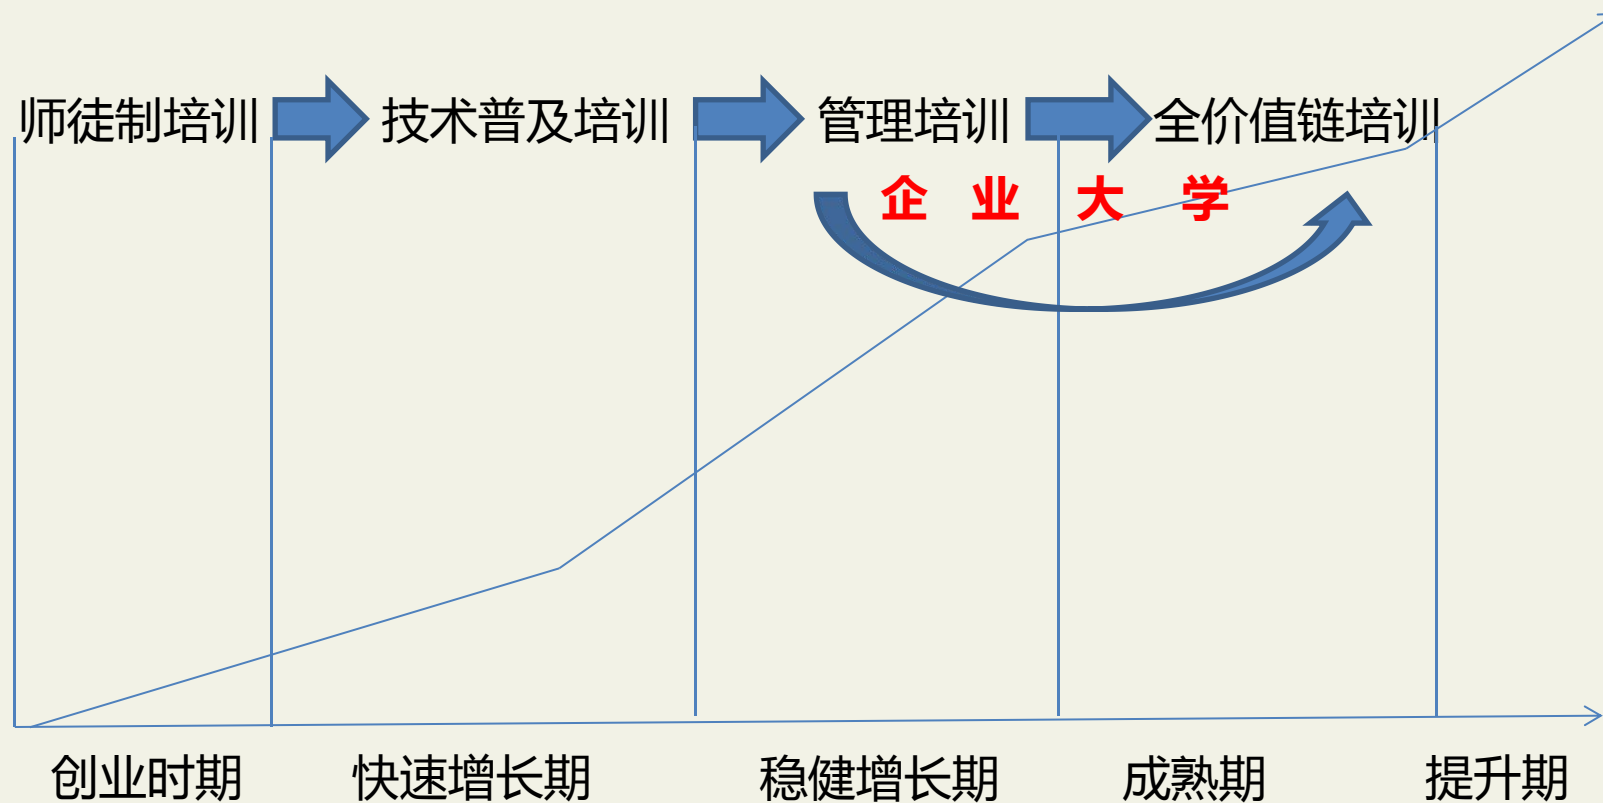 师徒制培训 技术普及培训 管理培训 全价值链培训
企 业 大 学
创业时期 快速增长期 稳健增长期 成熟期 提升期